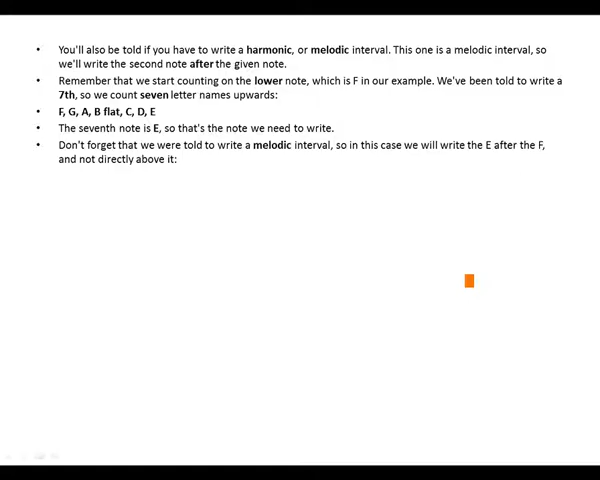 • You'll also be told if you have to write a harmonic, or melodic interval. This one is a melodic interval, so
we'll write the second note after the given note.
• Remember that we start counting on the lower note, which is F in our example. We've been told to write a
7th, so we count seven letter names upwards:
• F, G, A, B flat, C, D, E
• The seventh note is E, so that's the note we need to write.
• Don't forget that we were told to write a melodic interval, so in this case we will write the E after the F,
and not directly above it: